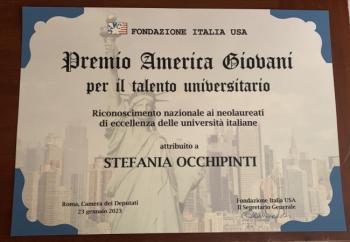 FONDAZIONE ITALIA USA
Premio America Giovani
per il talento universitario
Riconoscimento nazionale ai neolaureati
di eccellenza delle università italiane
attribuito a
STEFANIA OCCHIPINTI
Roma, Camera dei Deputati
23 gennaio 2023
Fondazione Italia USA
Il Segretario Generale